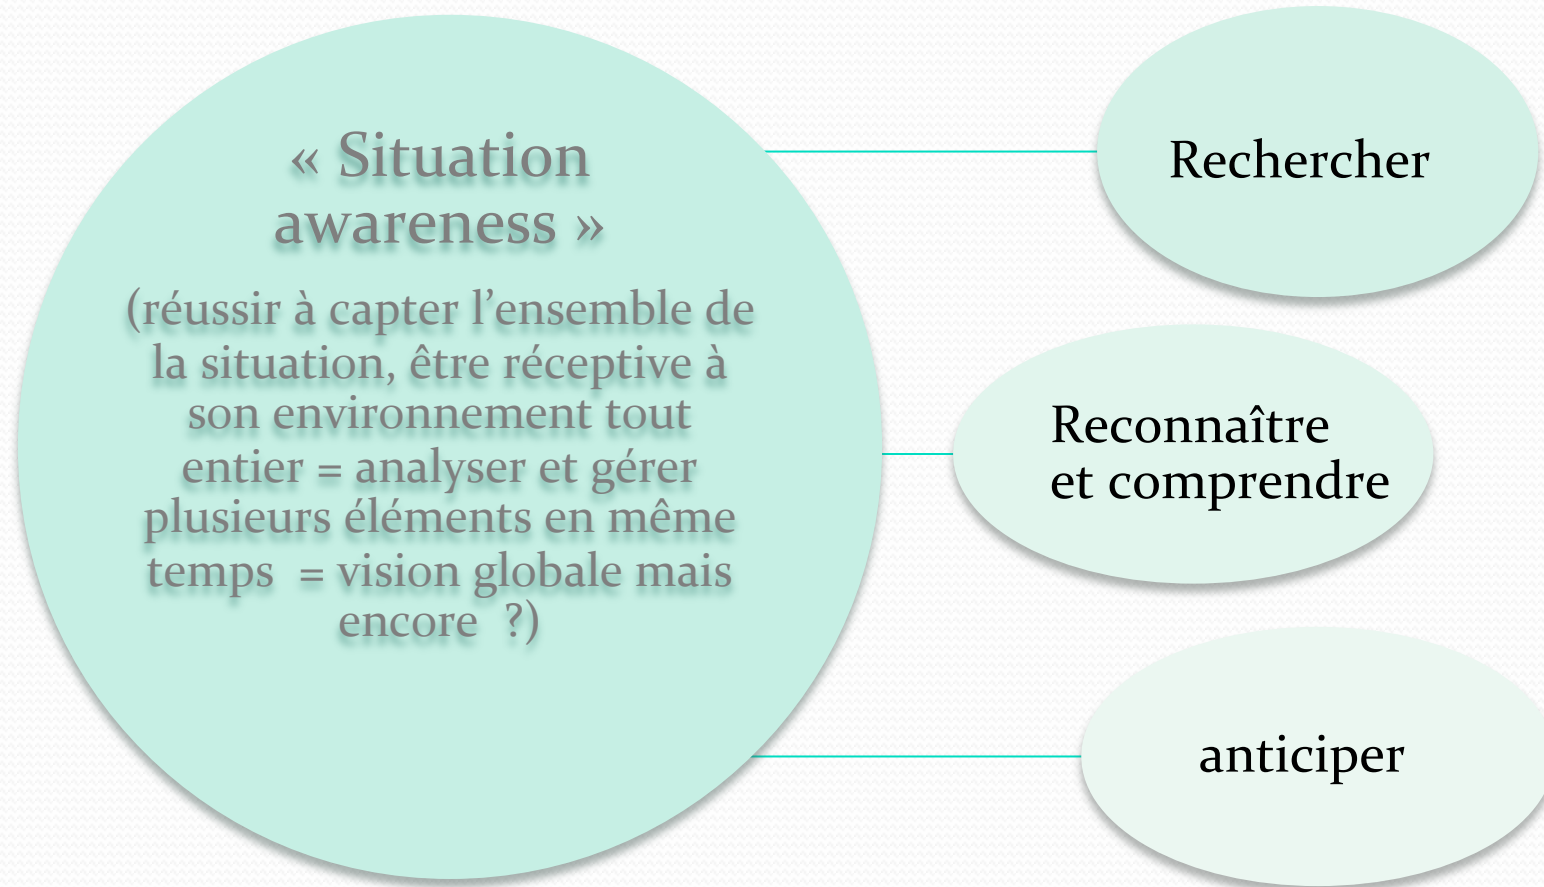 « Situation
awareness »
(réussir à capter l’ensemble de
la situation, être réceptive à
son environnement tout
entier = analyser et gérer
plusieurs éléments en même
temps  = vision globale mais
encore  ?)
Rechercher
Reconnaître
et comprendre
anticiper